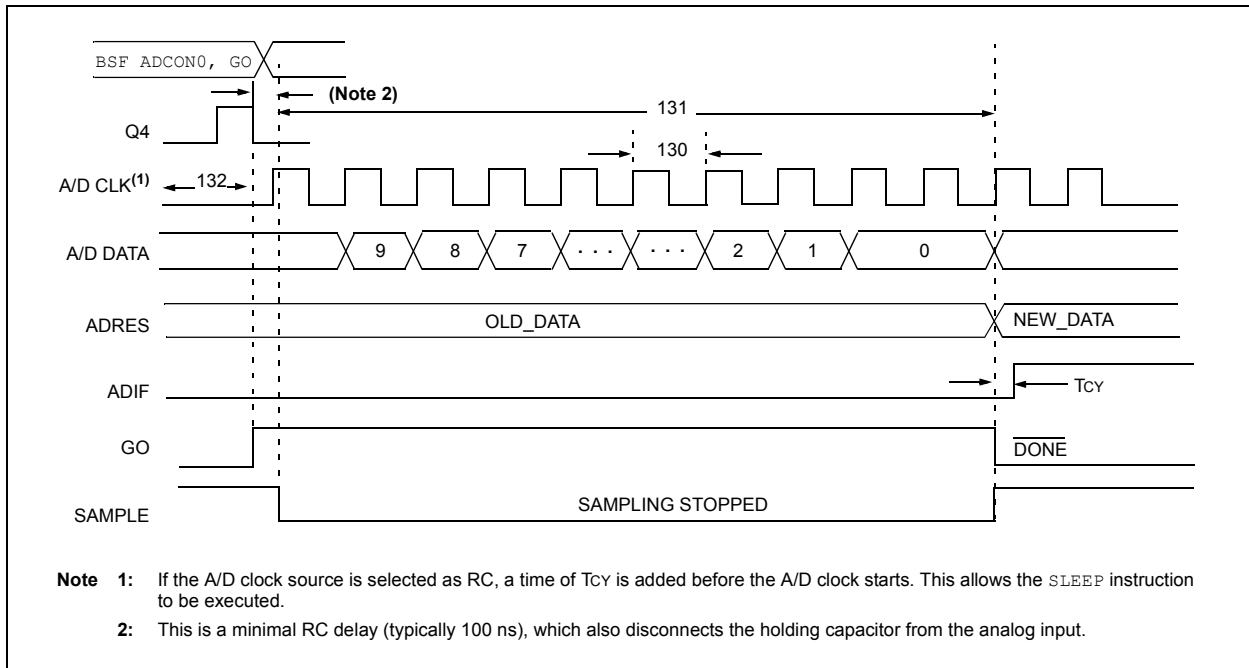 BSF ADCON0, GO
(Note 2)
131
Q4
130
A/D CLK(1)
132
A/D DATA
9 8 7 . . . . . . 2 1 0
ADRES
OLD_DATA
NEW_DATA
ADIF
TCY
GO
DONE
SAMPLE
SAMPLING STOPPED
Note 1: If the A/D clock source is selected as RC, a time of TCY is added before the A/D clock starts. This allows the SLEEP instruction
to be executed.
2: This is a minimal RC delay (typically 100 ns), which also disconnects the holding capacitor from the analog input.